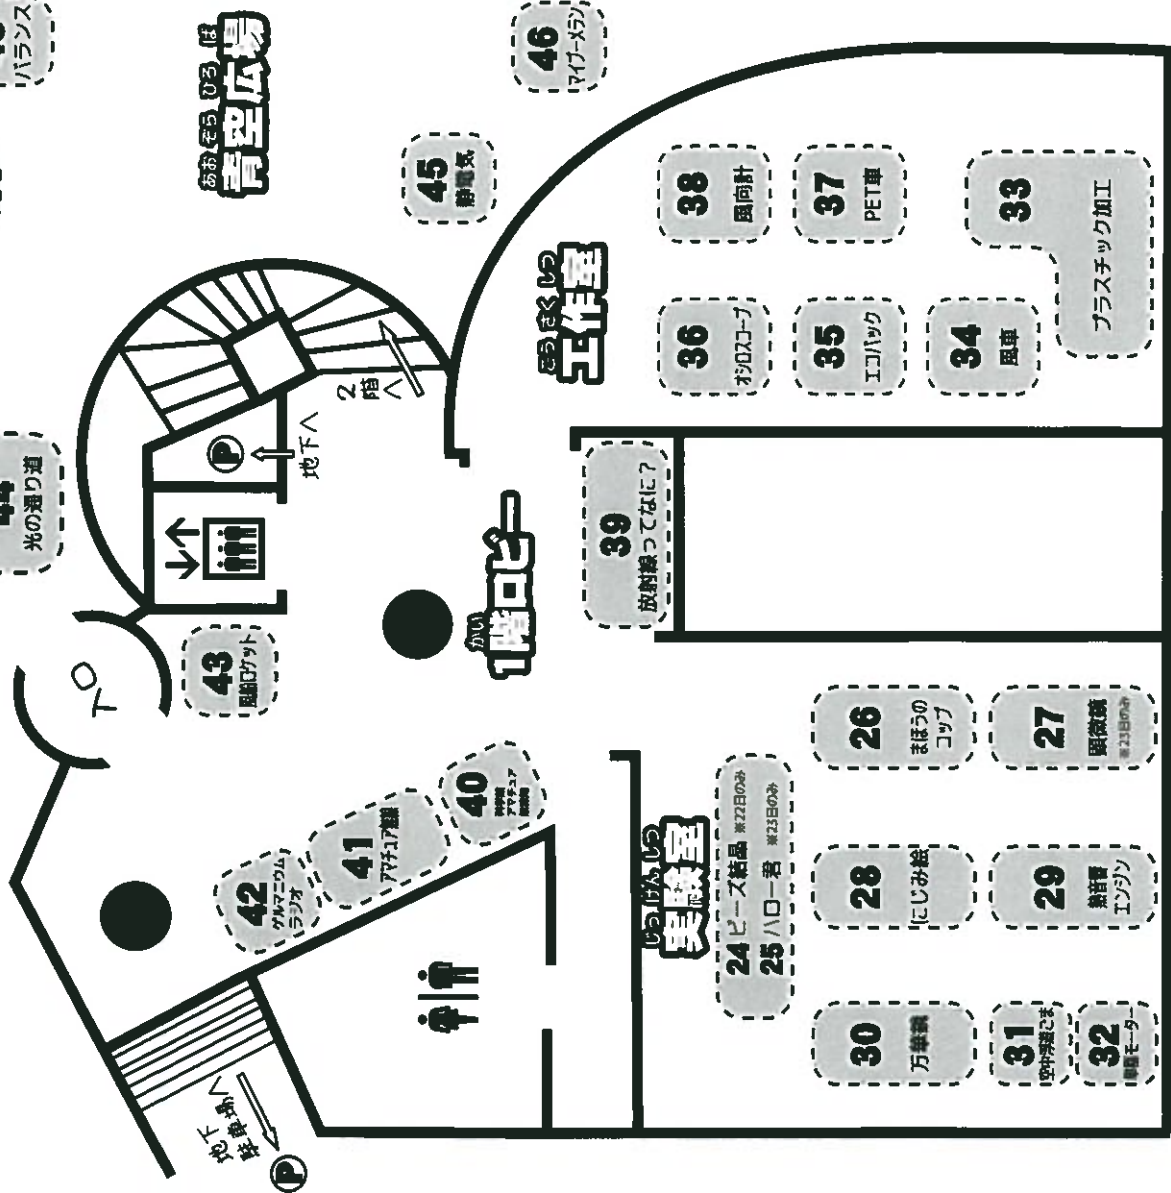 光の通り道
バランス
あお ぞら ひろ ば
青空広場
43
風船ロケット
トロ
地下
駐車場へ
P
P
地下へ
2
階
へ
42
ゲルマニウム
ラジオ
41
アマチュア無線
40
科学館
アマチュア
無線局
45
静電気
46
マイブーメラン
かい
1階ロビー
こう さく しつ
工作室
39
放射線ってなに？
じっ けん しつ
実験室
24 ビーズ結晶 ※22日のみ
25 ハロー君 ※23日のみ
36
オシロスコープ
38
風向計
30
万華鏡
28
にじみ絵
26
まほうの
コップ
35
エコバック
37
PET車
31
空中浮遊ごま
32
単極モーター
29
熱音響
エンジン
27
顕微鏡
※23日のみ
34
風車
33
プラスチック加工